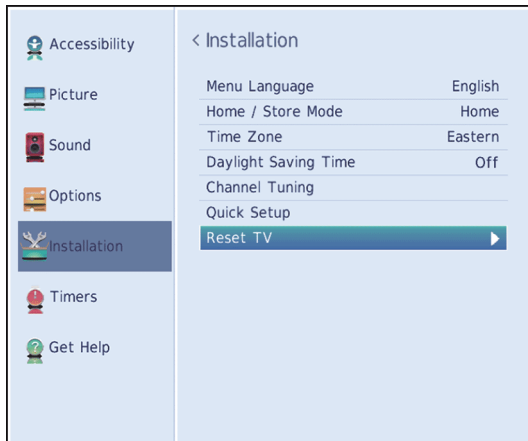 Accessibility
Picture
Sound
Options
Installation
Timers
Get Help
< Installation
Menu Language English
Home / Store Mode Home
Time Zone Eastern
Daylight Saving Time Off
Channel Tuning
Quick Setup
Reset TV